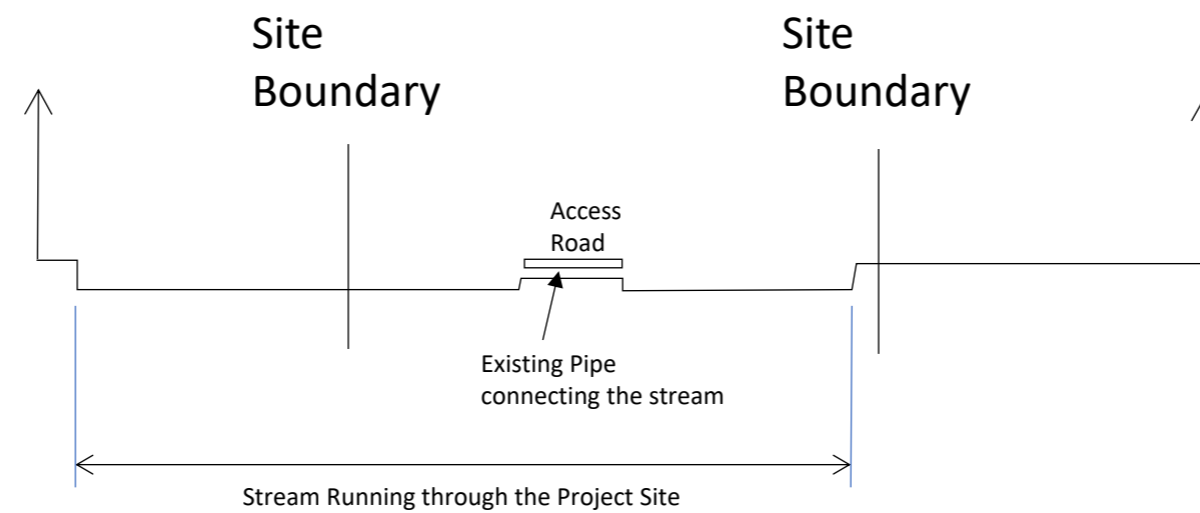 Site
Boundary
Site
Boundary
Access
Road
Existing Pipe
connecting the stream
Stream Running through the Project Site